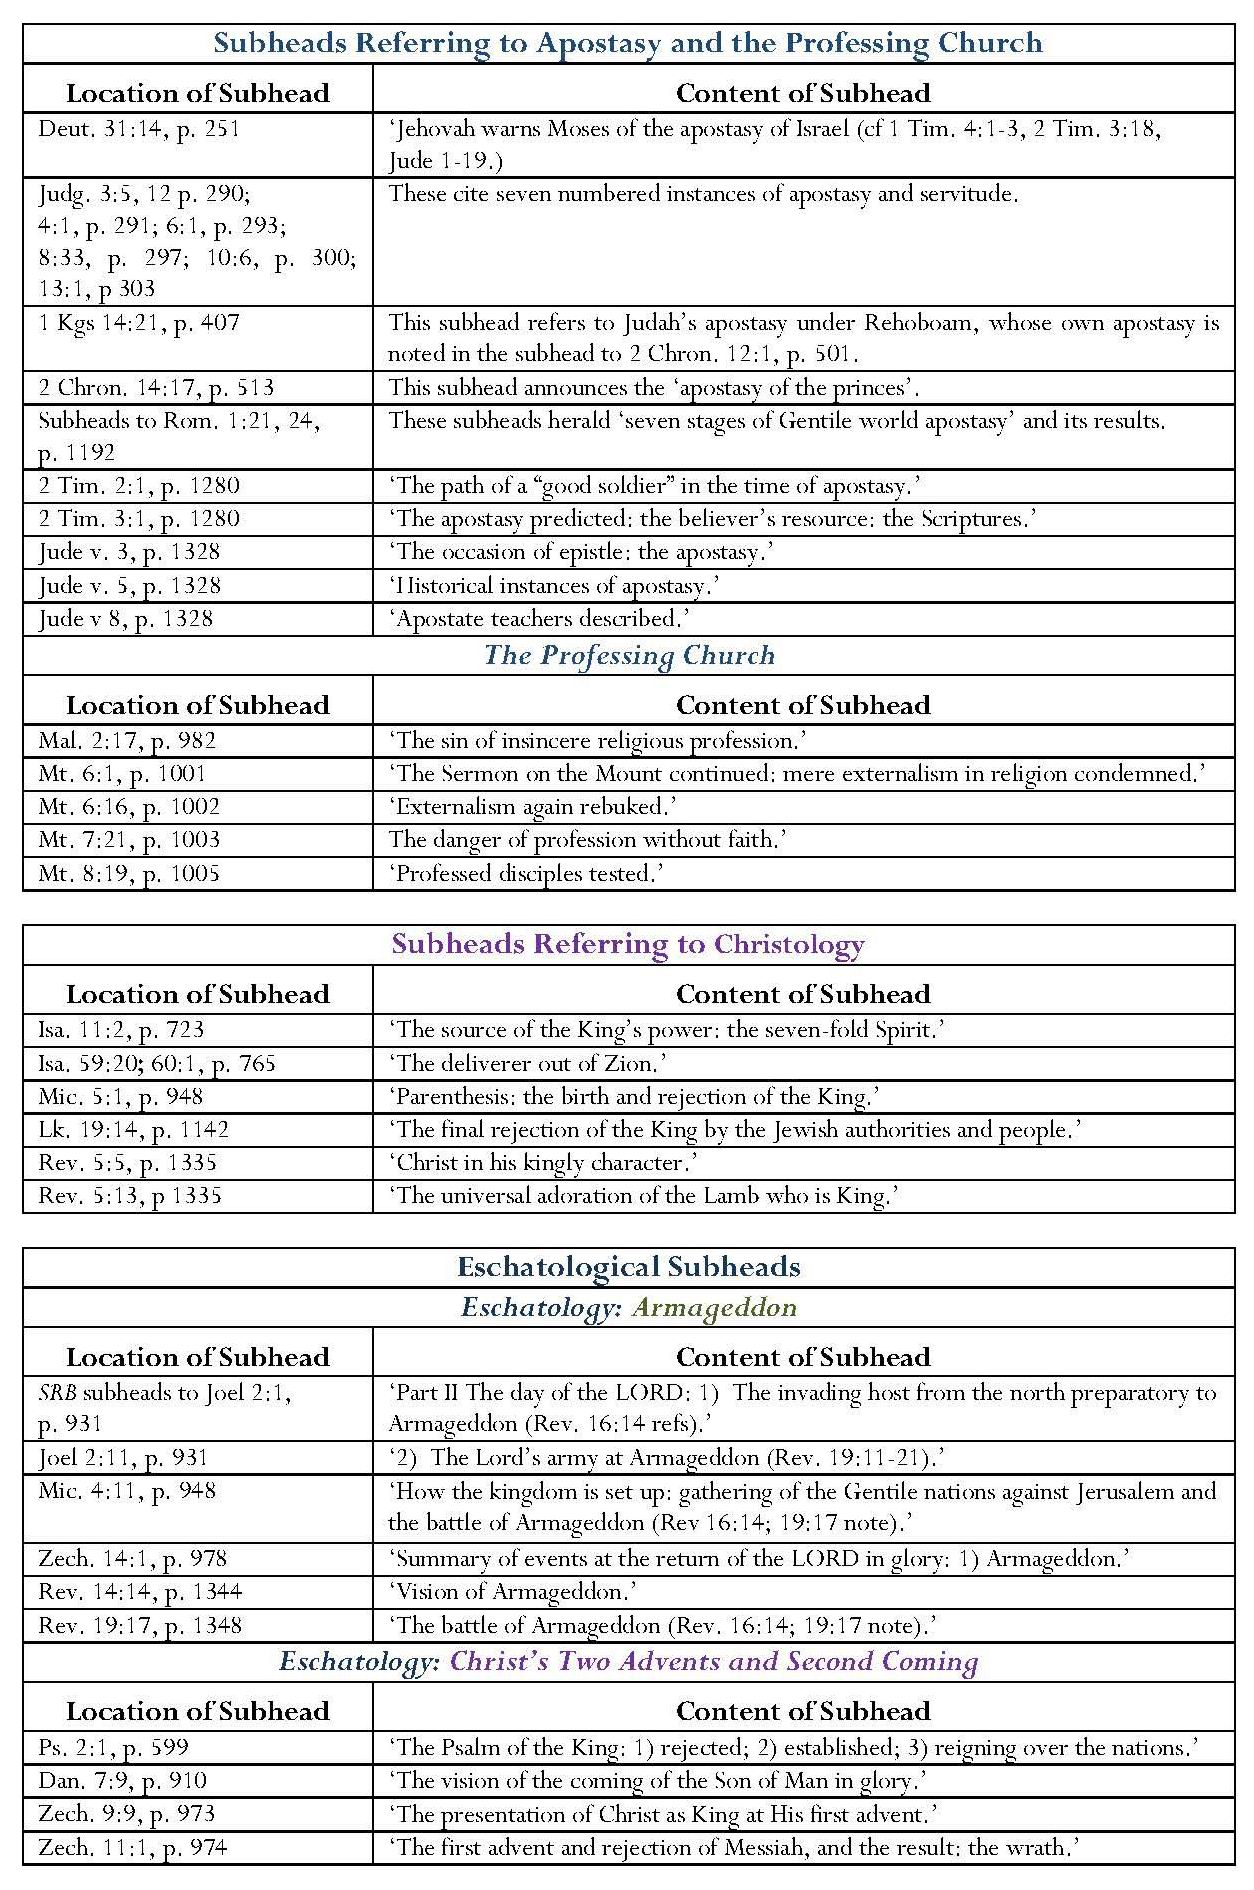 Subheads Referring to Apostasy and the Professing Church
Location of Subhead
Content of Subhead
Deut. 31:14, p. 251
‘Jehovah warns Moses of the apostasy of Israel (cf 1 Tim. 4:1-3, 2 Tim. 3:18,
Jude 1-19.)
Judg. 3:5, 12 p. 290;
4:1, p. 291; 6:1, p. 293;
8:33, p. 297; 10:6, p. 300;
13:1, p 303
These cite seven numbered instances of apostasy and servitude.
1 Kgs 14:21, p. 407
This subhead refers to Judah’s apostasy under Rehoboam, whose own apostasy is
noted in the subhead to 2 Chron. 12:1, p. 501.
2 Chron. 14:17, p. 513
This subhead announces the ‘apostasy of the princes’.
Subheads to Rom. 1:21, 24,
p. 1192
These subheads herald ‘seven stages of Gentile world apostasy’ and its results.
2 Tim. 2:1, p. 1280
‘The path of a “good soldier” in the time of apostasy.’
2 Tim. 3:1, p. 1280
‘The apostasy predicted: the believer’s resource: the Scriptures.’
Jude v. 3, p. 1328
‘The occasion of epistle: the apostasy.’
Jude v. 5, p. 1328
‘Historical instances of apostasy.’
Jude v 8, p. 1328
‘Apostate teachers described.’
The Professing Church
Location of Subhead
Content of Subhead
Mal. 2:17, p. 982
‘The sin of insincere religious profession.’
Mt. 6:1, p. 1001
‘The Sermon on the Mount continued: mere externalism in religion condemned.’
Mt. 6:16, p. 1002
‘Externalism again rebuked.’
Mt. 7:21, p. 1003
The danger of profession without faith.’
Mt. 8:19, p. 1005
‘Professed disciples tested.’
Subheads Referring to Christology
Location of Subhead
Content of Subhead
Isa. 11:2, p. 723
‘The source of the King’s power: the seven-fold Spirit.’
Isa. 59:20; 60:1, p. 765
‘The deliverer out of Zion.’
Mic. 5:1, p. 948
‘Parenthesis: the birth and rejection of the King.’
Lk. 19:14, p. 1142
‘The final rejection of the King by the Jewish authorities and people.’
Rev. 5:5, p. 1335
‘Christ in his kingly character.’
Rev. 5:13, p 1335
‘The universal adoration of the Lamb who is King.’
Eschatological Subheads
Eschatology: Armageddon
Location of Subhead
Content of Subhead
SRB subheads to Joel 2:1,
p. 931
‘Part II The day of the LORD: 1) The invading host from the north preparatory to
Armageddon (Rev. 16:14 refs).’
Joel 2:11, p. 931
‘2) The Lord’s army at Armageddon (Rev. 19:11-21).’
Mic. 4:11, p. 948
‘How the kingdom is set up: gathering of the Gentile nations against Jerusalem and
the battle of Armageddon (Rev 16:14; 19:17 note).’
Zech. 14:1, p. 978
‘Summary of events at the return of the LORD in glory: 1) Armageddon.’
Rev. 14:14, p. 1344
‘Vision of Armageddon.’
Rev. 19:17, p. 1348
‘The battle of Armageddon (Rev. 16:14; 19:17 note).’
Eschatology: Christ’s Two Advents and Second Coming
Location of Subhead
Content of Subhead
Ps. 2:1, p. 599
‘The Psalm of the King: 1) rejected; 2) established; 3) reigning over the nations.’
Dan. 7:9, p. 910
‘The vision of the coming of the Son of Man in glory.’
Zech. 9:9, p. 973
‘The presentation of Christ as King at His first advent.’
Zech. 11:1, p. 974
‘The first advent and rejection of Messiah, and the result: the wrath.’